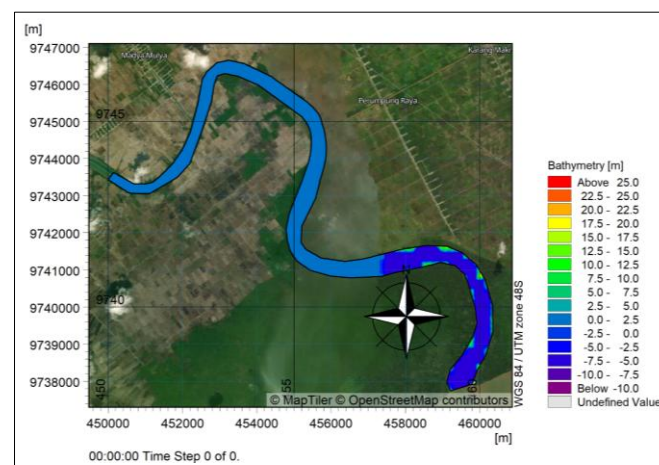 [m]
9747000
9746000
9745000
9744000
9743000
9742000
9741000
9740000
9739000
9738000
Madya Mulya
Karang Maki
Perumpung Raya
9745
9740
450
55
N
WGS 84 / UTM zone 48S
© MapTiler © OpenStreetMap contributors
450000 452000 454000 456000 458000 460000
[m]
00:00:00 Time Step 0 of 0.
Bathymetry [m]
Above 25.0
22.5 - 25.0
20.0 - 22.5
17.5 - 20.0
15.0 - 17.5
12.5 - 15.0
10.0 - 12.5
7.5 - 10.0
5.0 - 7.5
2.5 - 5.0
0.0 - 2.5
-2.5 - 0.0
-5.0 - -2.5
-7.5 - -5.0
-10.0 - -7.5
Below -10.0
Undefined Value